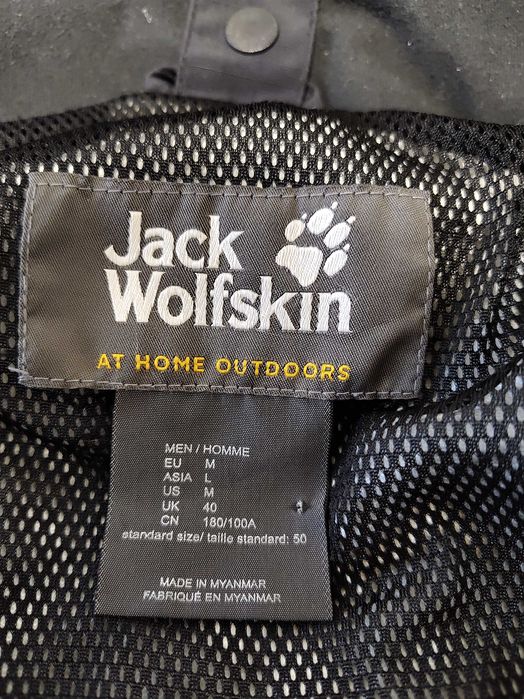 Jack
Wolfskin
AT HOME OUTDOORS
MEN / HOMME
EU M
ASIA L
US M
UK 40
CN 180/100A
standard size/ taille standard: 50
MADE IN MYANMAR
FABRIQUÉ EN MYANMAR